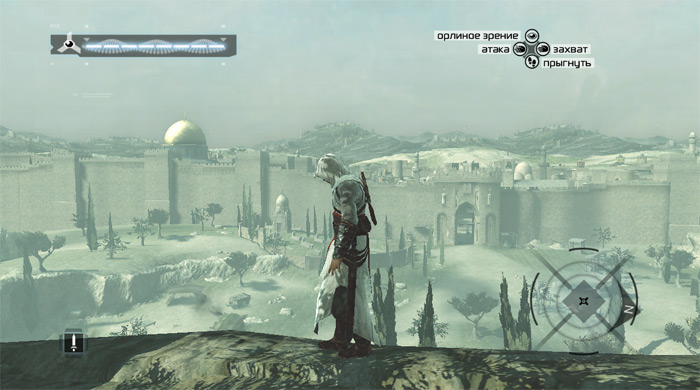 орлиное зрение
атака захват
прыгнуть
N